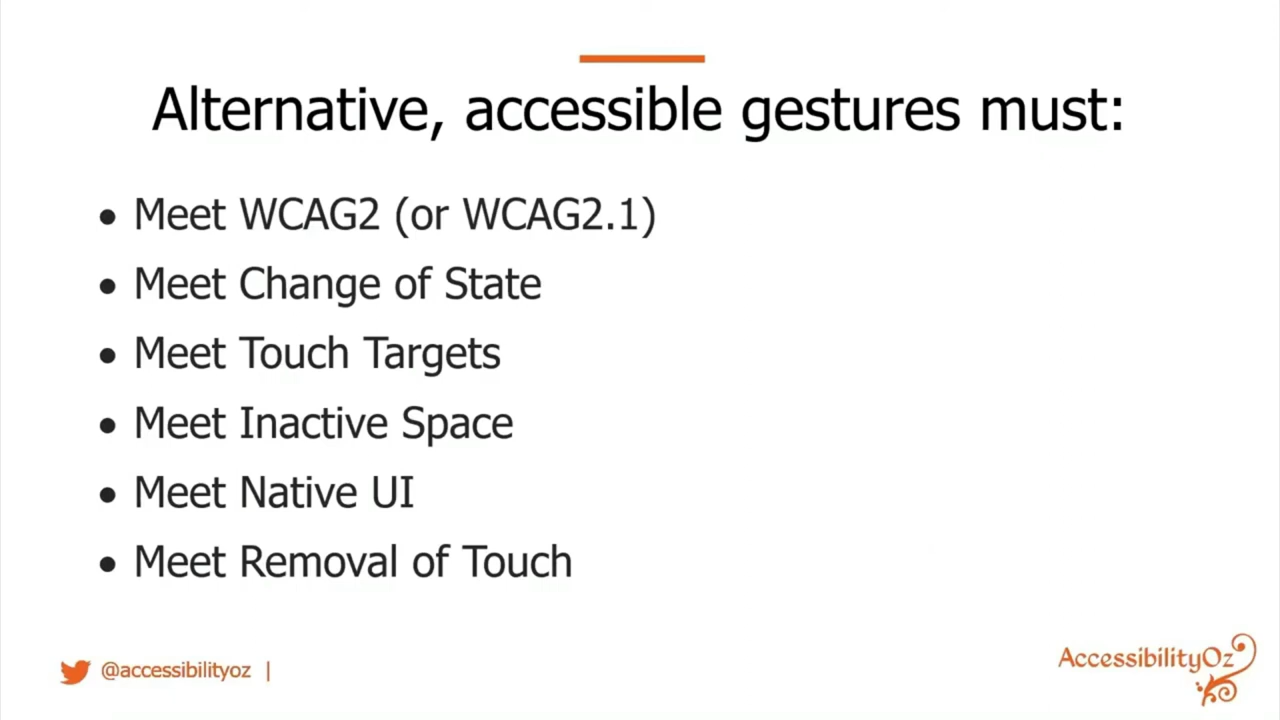 Alternative, accessible gestures must:
• Meet WCAG2 (or WCAG2.1)
• Meet Change of State
• Meet Touch Targets
• Meet Inactive Space
• Meet Native UI
• Meet Removal of Touch
@accessibilityoz |
AccessibilityOz